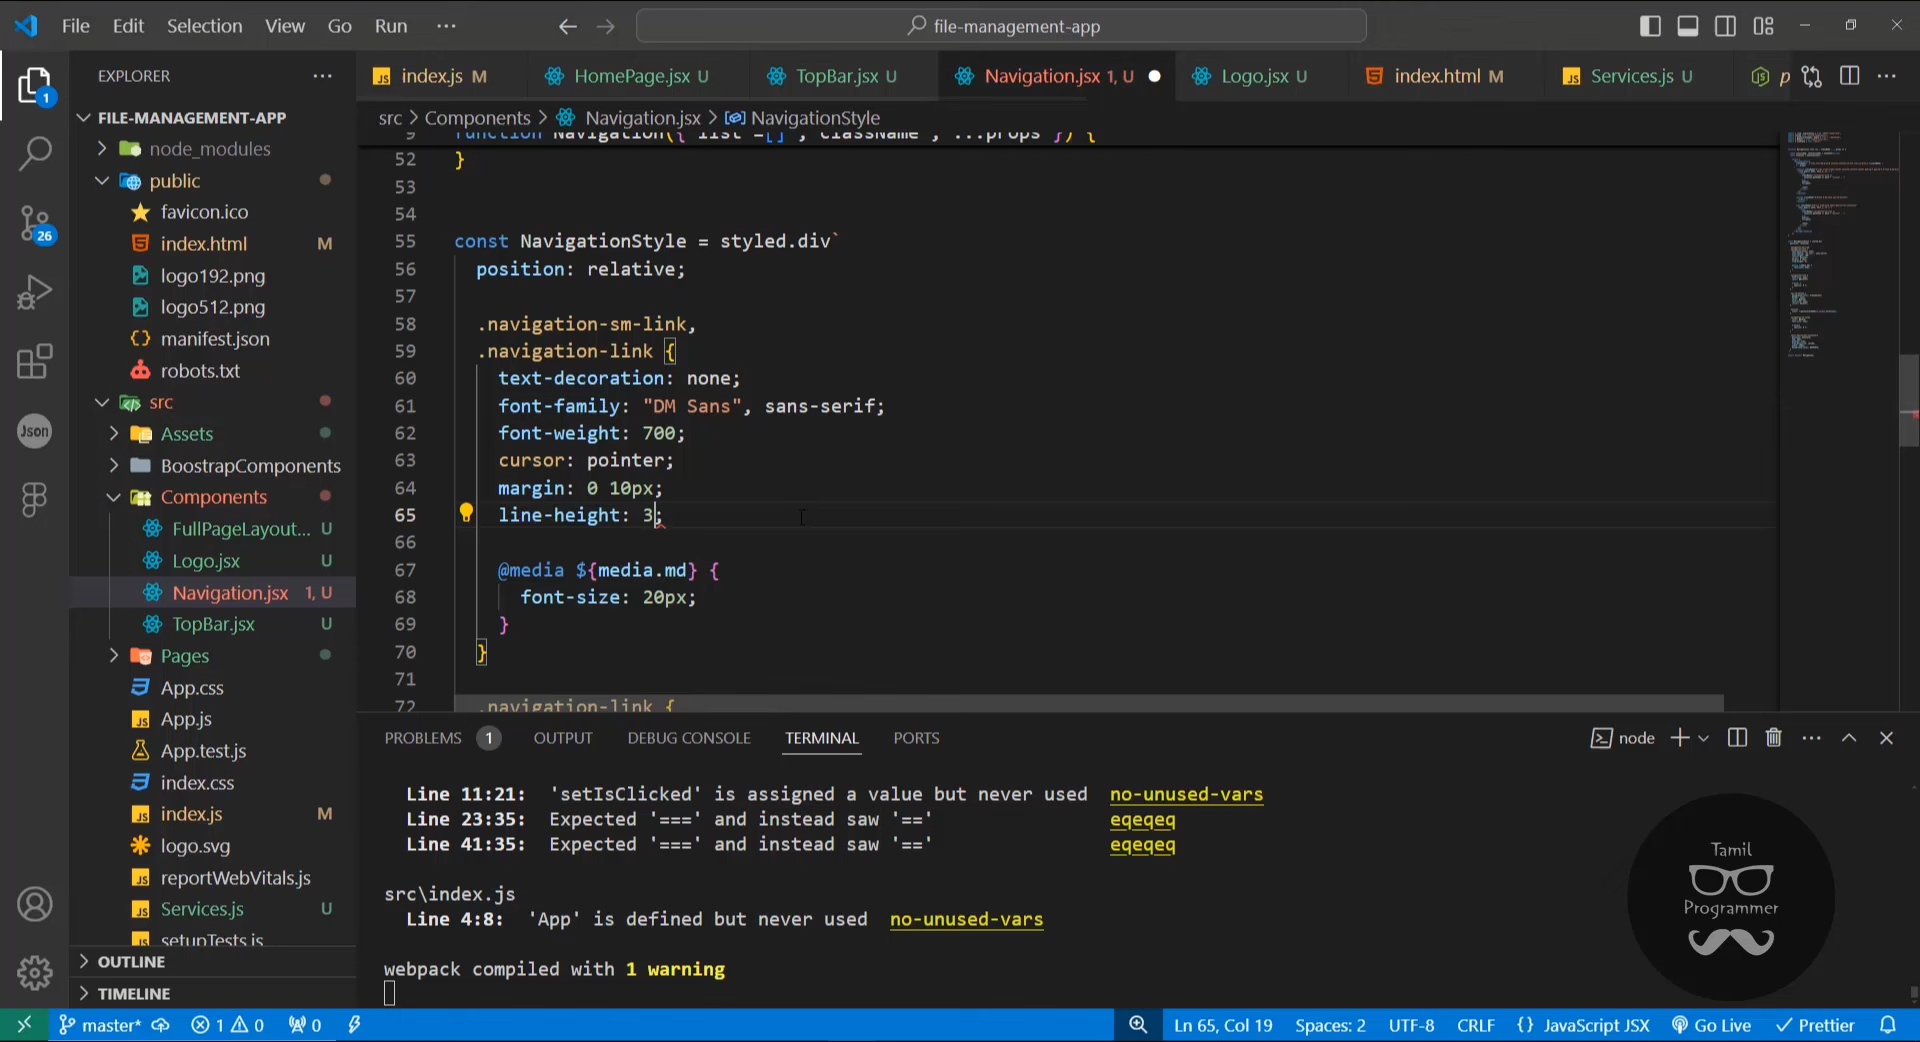 File Edit Selection View Go Run ···
file-management-app
EXPLORER ···
index.js M HomePage.jsx U TopBar.jsx U Navigation.jsx 1, U Logo.jsx U index.html M Services.js U p ···
FILE-MANAGEMENT-APP
src > Components > Navigation.jsx > NavigationStyle
node_modules
public
favicon.ico
index.html M
logo192.png
logo512.png
manifest.json
robots.txt
src
Assets
BoostrapComponents
Components
FullPageLayout... U
Logo.jsx U
Navigation.jsx 1, U
TopBar.jsx U
Pages
App.css
App.js
App.test.js
index.css
index.js M
logo.svg
reportWebVitals.js
Services.js U
setupTests.js
OUTLINE
TIMELINE
9 function Navigation({ list =[] , className , ...props }) {
52 }
53
54
55 const NavigationStyle = styled.div`
56 position: relative;
57
58 .navigation-sm-link,
59 .navigation-link {
60 text-decoration: none;
61 font-family: "DM Sans", sans-serif;
62 font-weight: 700;
63 cursor: pointer;
64 margin: 0 10px;
65 line-height: 3;
66
67 @media ${media.md} {
68 font-size: 20px;
69 }
70 }
71
72 .navigation-link {
PROBLEMS 1 OUTPUT DEBUG CONSOLE TERMINAL PORTS
node
Line 11:21: 'setIsClicked' is assigned a value but never used no-unused-vars
Line 23:35: Expected '===' and instead saw '==' eqeqeq
Line 41:35: Expected '===' and instead saw '==' eqeqeq
src\index.js
Line 4:8: 'App' is defined but never used no-unused-vars
webpack compiled with 1 warning
1
26
Json
Tamil
Programmer
master* 1 0 0
Ln 65, Col 19 Spaces: 2 UTF-8 CRLF {} JavaScript JSX Go Live Prettier